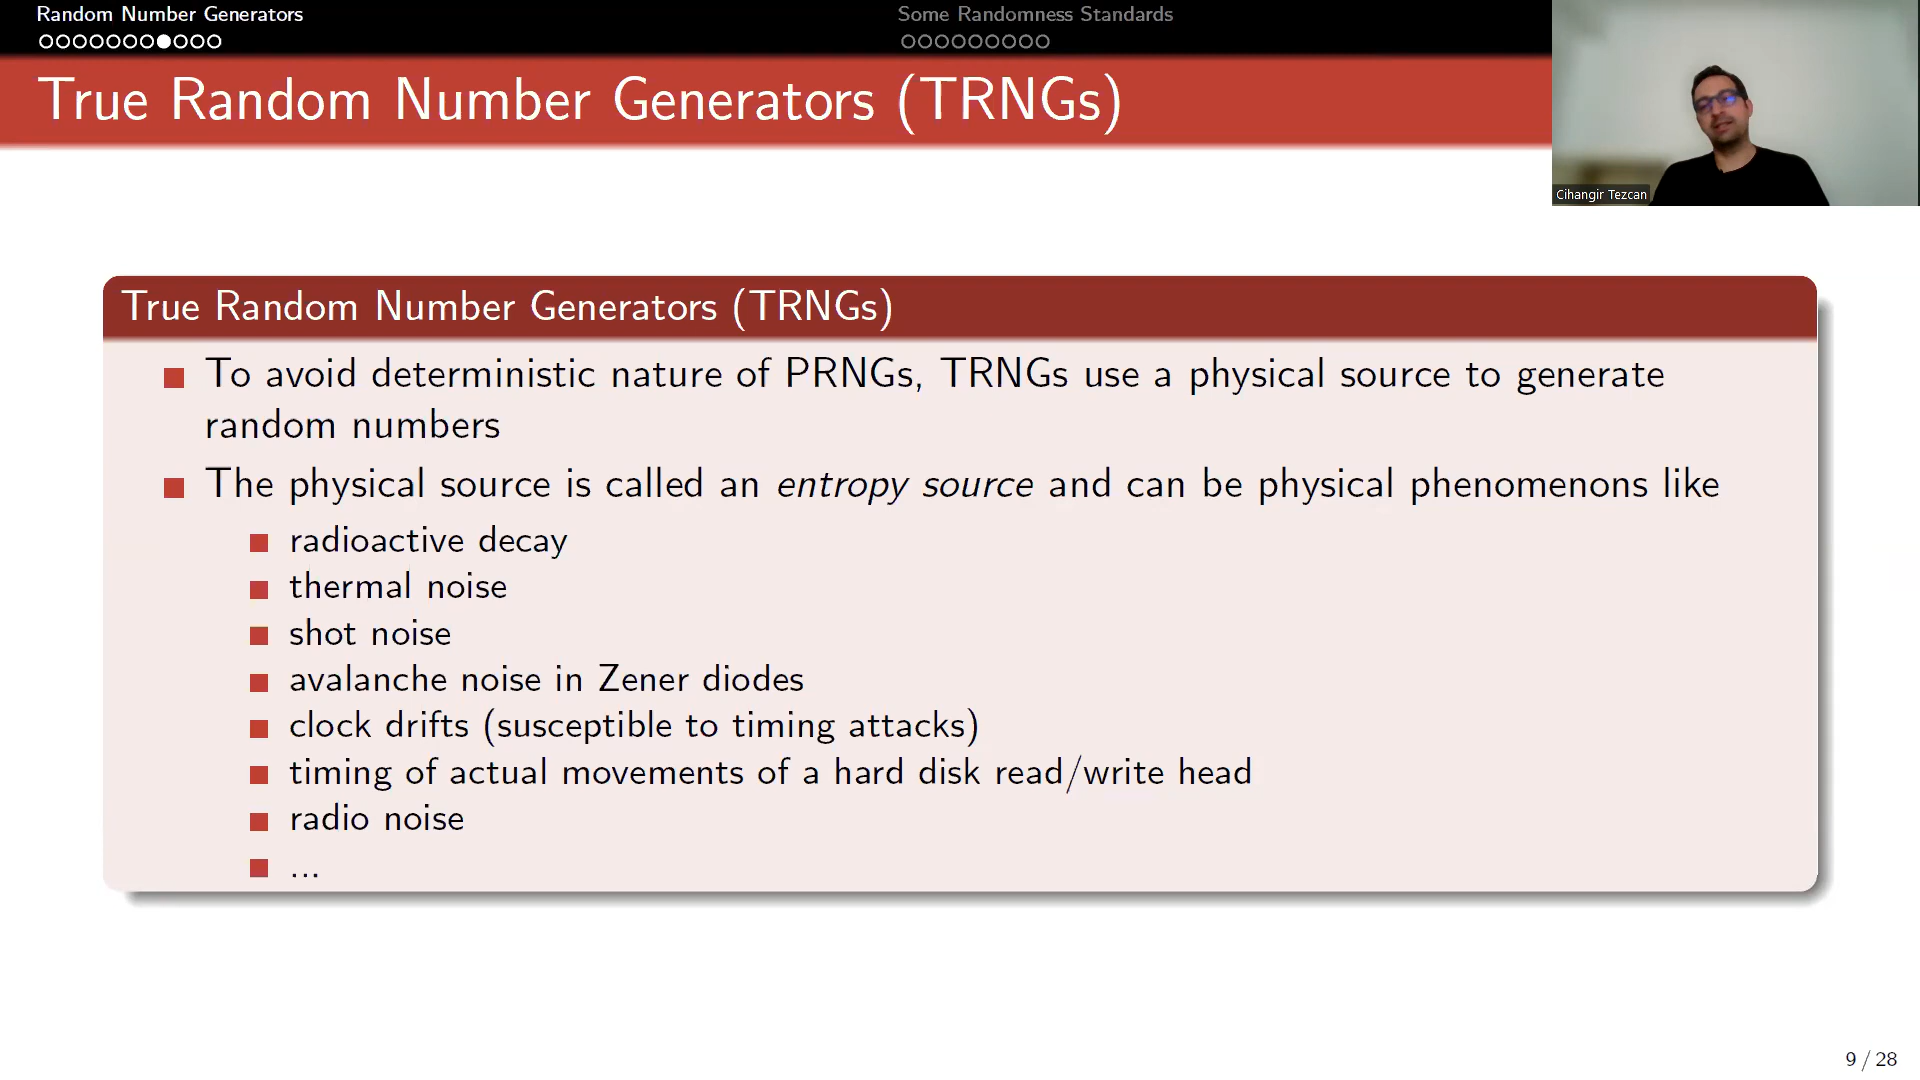 Random Number Generators
Some Randomness Standards
True Random Number Generators (TRNGs)
Cihangir Tezcan
True Random Number Generators (TRNGs)
To avoid deterministic nature of PRNGs, TRNGs use a physical source to generate
random numbers
The physical source is called an entropy source and can be physical phenomenons like
radioactive decay
thermal noise
shot noise
avalanche noise in Zener diodes
clock drifts (susceptible to timing attacks)
timing of actual movements of a hard disk read/write head
radio noise
...
9 / 28